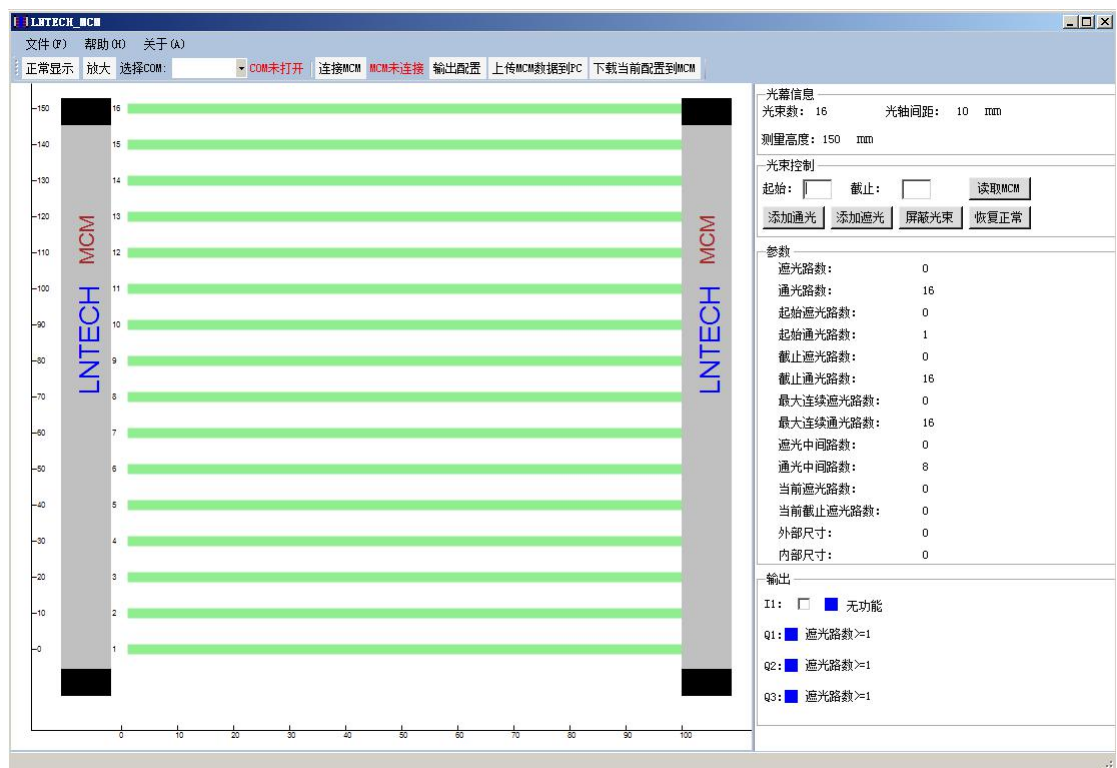 LNTECH_MCM
文件(F) 帮助(H) 关于(A)
正常显示 放大 选择COM: COM未打开 连接MCM MCM未连接 输出配置 上传MCM数据到PC 下载当前配置到MCM
150 16
140 15
130 14
120 13
110 12
100 11
90 10
80 9
70 8
60 7
50 6
40 5
30 4
20 3
10 2
0 1
LNTECH MCM
LNTECH MCM
0 10 20 30 40 50 60 70 80 90 100
光幕信息
光束数: 16 光轴间距: 10 mm
测量高度: 150 mm
光束控制
起始: 截止: 读取MCM
添加通光 添加遮光 屏蔽光束 恢复正常
参数
遮光路数: 0
通光路数: 16
起始遮光路数: 0
起始通光路数: 1
截止遮光路数: 0
截止通光路数: 16
最大连续遮光路数: 0
最大连续通光路数: 16
遮光中间路数: 0
通光中间路数: 8
当前遮光路数: 0
当前截止遮光路数: 0
外部尺寸: 0
内部尺寸: 0
输出
I1: 无功能
Q1: 遮光路数>=1
Q2: 遮光路数>=1
Q3: 遮光路数>=1